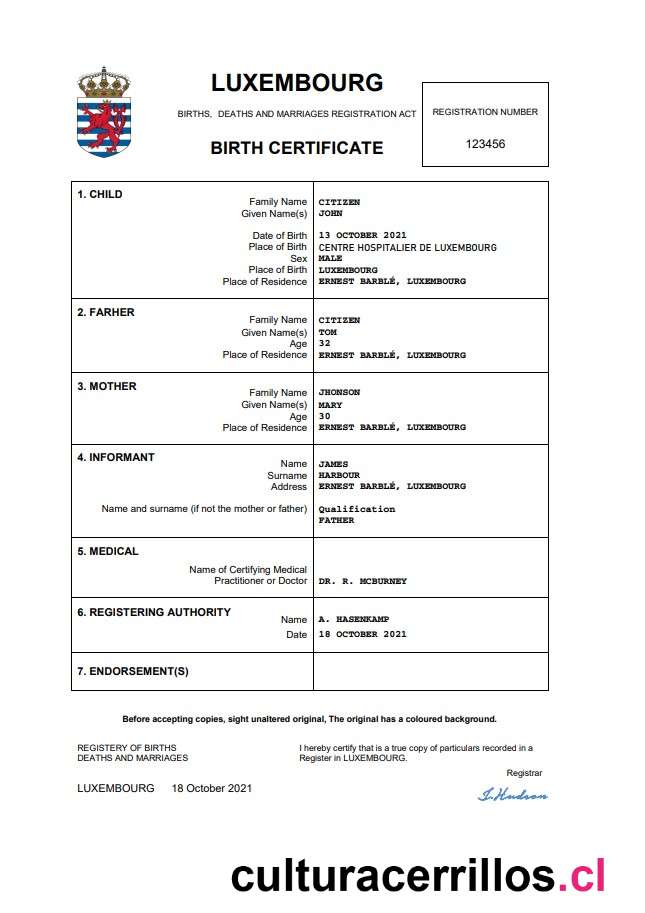 LUXEMBOURG
BIRTHS, DEATHS AND MARRIAGES REGISTRATION ACT
BIRTH CERTIFICATE
REGISTRATION NUMBER
123456
1. CHILD
Family Name CITIZEN
Given Name(s) JOHN
Date of Birth 13 OCTOBER 2021
Place of Birth CENTRE HOSPITALIER DE LUXEMBOURG
Sex MALE
Place of Birth LUXEMBOURG
Place of Residence ERNEST BARBLÉ, LUXEMBOURG
2. FARHER
Family Name CITIZEN
Given Name(s) TOM
Age 32
Place of Residence ERNEST BARBLÉ, LUXEMBOURG
3. MOTHER
Family Name JHONSON
Given Name(s) MARY
Age 30
Place of Residence ERNEST BARBLÉ, LUXEMBOURG
4. INFORMANT
Name JAMES
Surname HARBOUR
Address ERNEST BARBLÉ, LUXEMBOURG
Name and surname (if not the mother or father) Qualification
FATHER
5. MEDICAL
Name of Certifying Medical
Practitioner or Doctor DR. R. MCBURNEY
6. REGISTERING AUTHORITY
Name A. HASENKAMP
Date 18 OCTOBER 2021
7. ENDORSEMENT(S)
Before accepting copies, sight unaltered original, The original has a coloured background.
REGISTERY OF BIRTHS
DEATHS AND MARRIAGES
I hereby certify that is a true copy of particulars recorded in a
Register in LUXEMBOURG.
Registrar
LUXEMBOURG 18 October 2021
J.Hudson
culturacerrillos.cl